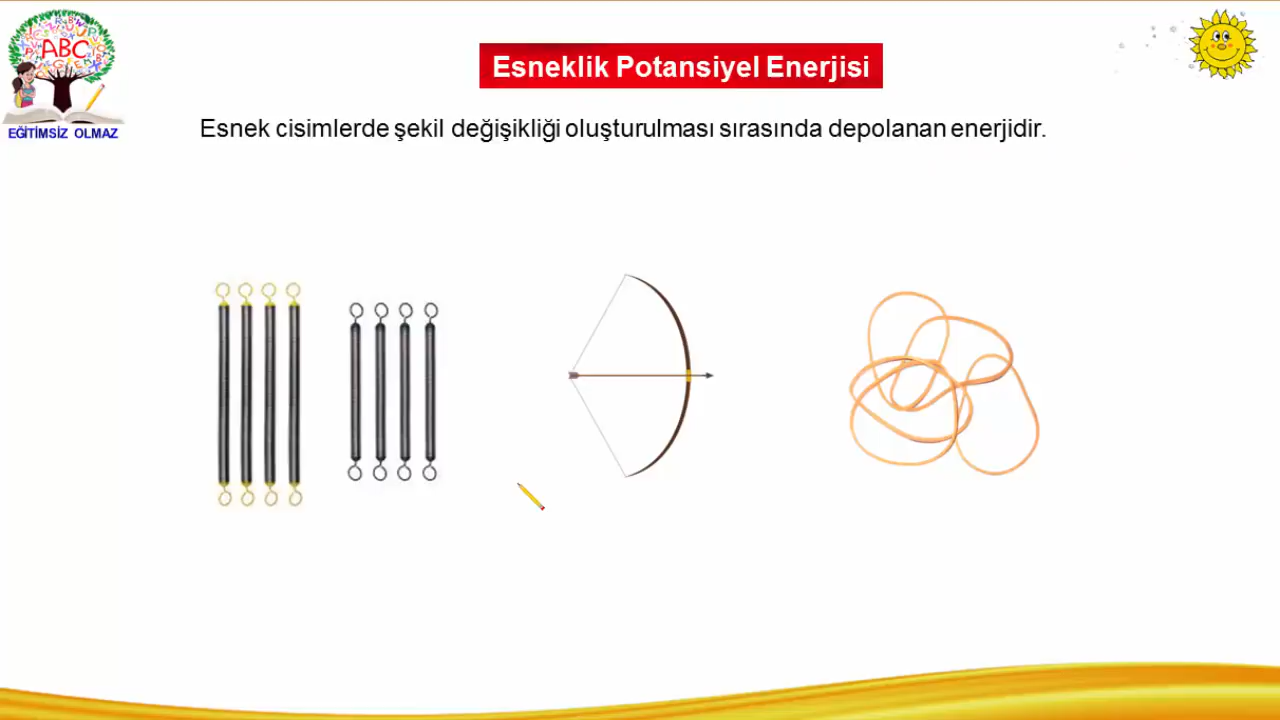 ABC
EĞİTİMSİZ OLMAZ
Esneklik Potansiyel Enerjisi
Esnek cisimlerde şekil değişikliği oluşturulması sırasında depolanan enerjidir.